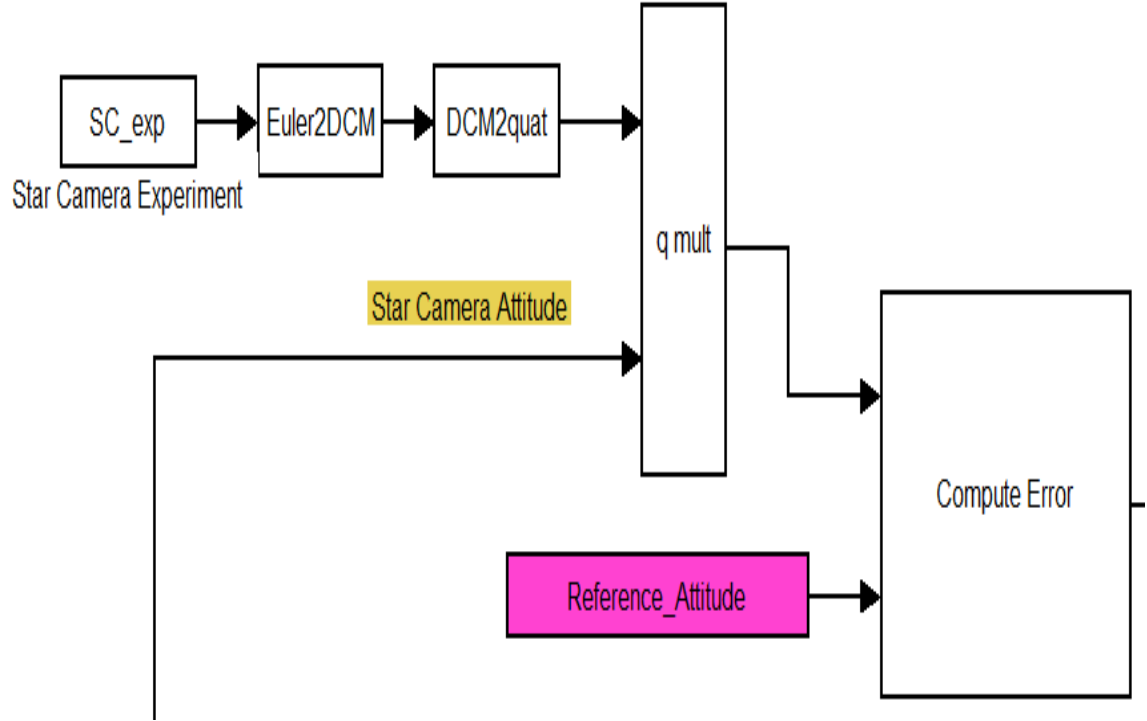 SC_exp
Euler2DCM
DCM2quat
Star Camera Experiment
q mult
Star Camera Attitude
Compute Error
Reference_Attitude